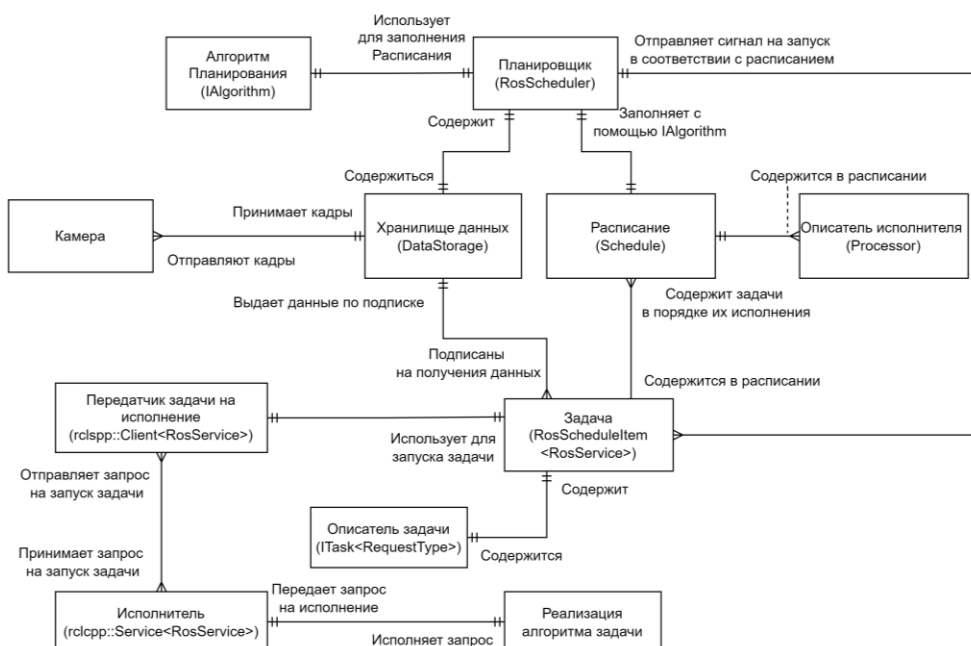 Использует
для заполнения
Расписания
Отправляет сигнал на запуск
в соответствии с расписанием
Алгоритм
Планирования
(IAlgorithm)
Планировщик
(RosScheduler)
Содержит
Заполняет с
помощью IAlgorithm
Содержиться
Содержится в расписании
Камера
Принимает кадры
Отправляют кадры
Хранилище данных
(DataStorage)
Расписание
(Schedule)
Описатель исполнителя
(Processor)
Выдает данные по подписке
Содержит задачи
в порядке их исполнения
Подписаны
на получения данных
Содержится в расписании
Передатчик задачи на
исполнение
(rclspp::Client<RosService>)
Использует для
запуска задачи
Задача
(RosScheduleItem
<RosService>)
Отправляет запрос
на запуск задачи
Содержит
Описатель задачи
(ITask<RequestType>)
Содержится
Принимает запрос
на запуск задачи
Передает запрос
на исполнение
Исполнитель
(rclcpp::Service<RosService>)
Исполняет запрос
Реализация
алгоритма задачи